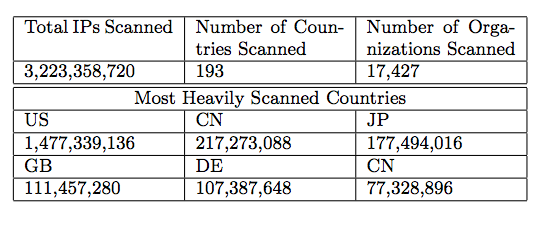 Total IPs Scanned Number of Coun- Number of Orga-
tries Scanned nizations Scanned
3,223,358,720 193 17,427
Most Heavily Scanned Countries
US CN JP
1,477,339,136 217,273,088 177,494,016
GB DE CN
111,457,280 107,387,648 77,328,896